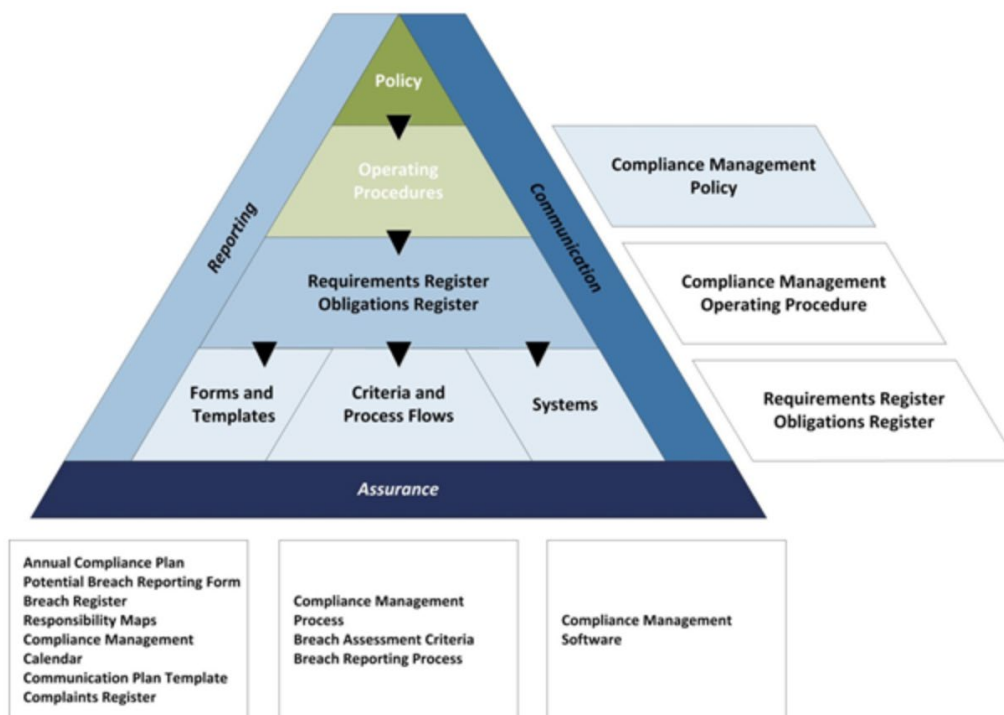 Policy
Operating
Procedures
Reporting
Communication
Requirements Register
Obligations Register
Forms and
Templates
Criteria and
Process Flows
Systems
Assurance
Compliance Management
Policy
Compliance Management
Operating Procedure
Requirements Register
Obligations Register
Annual Compliance Plan
Potential Breach Reporting Form
Breach Register
Responsibility Maps
Compliance Management
Calendar
Communication Plan Template
Complaints Register
Compliance Management
Process
Breach Assessment Criteria
Breach Reporting Process
Compliance Management
Software